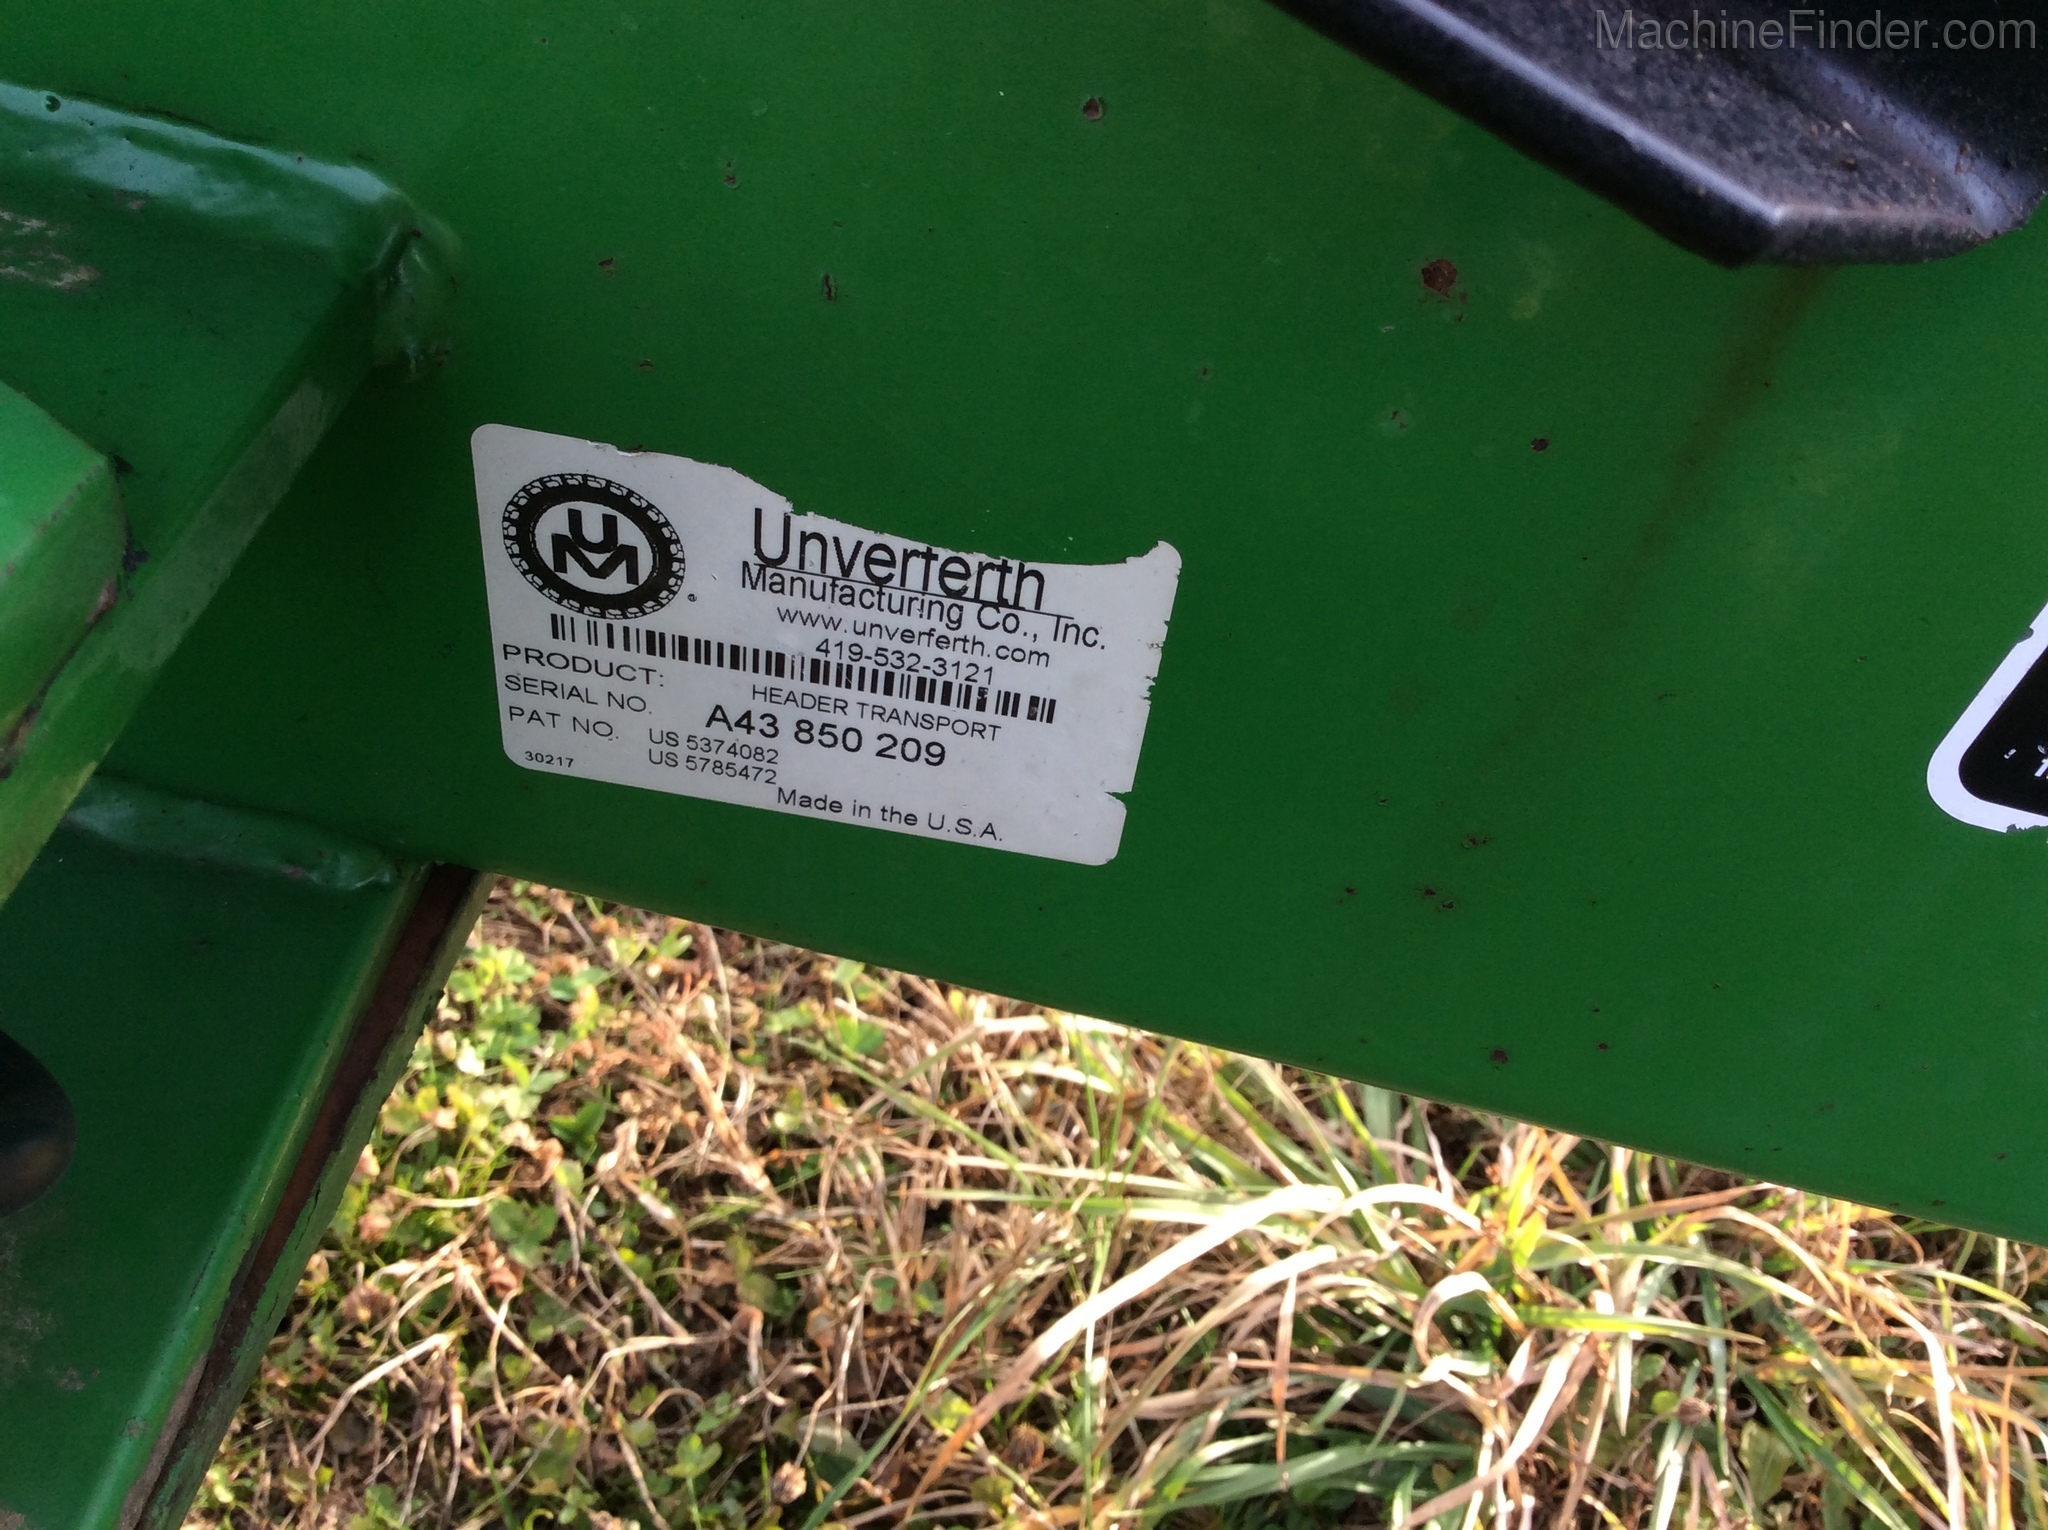 MachineFinder.com
UM
Unverferth
Manufacturing Co., Inc.
www.unverferth.com
419-532-3121
PRODUCT: HEADER TRANSPORT
SERIAL NO. A43 850 209
PAT NO. US 5374082
US 5785472
30217
Made in the U.S.A.